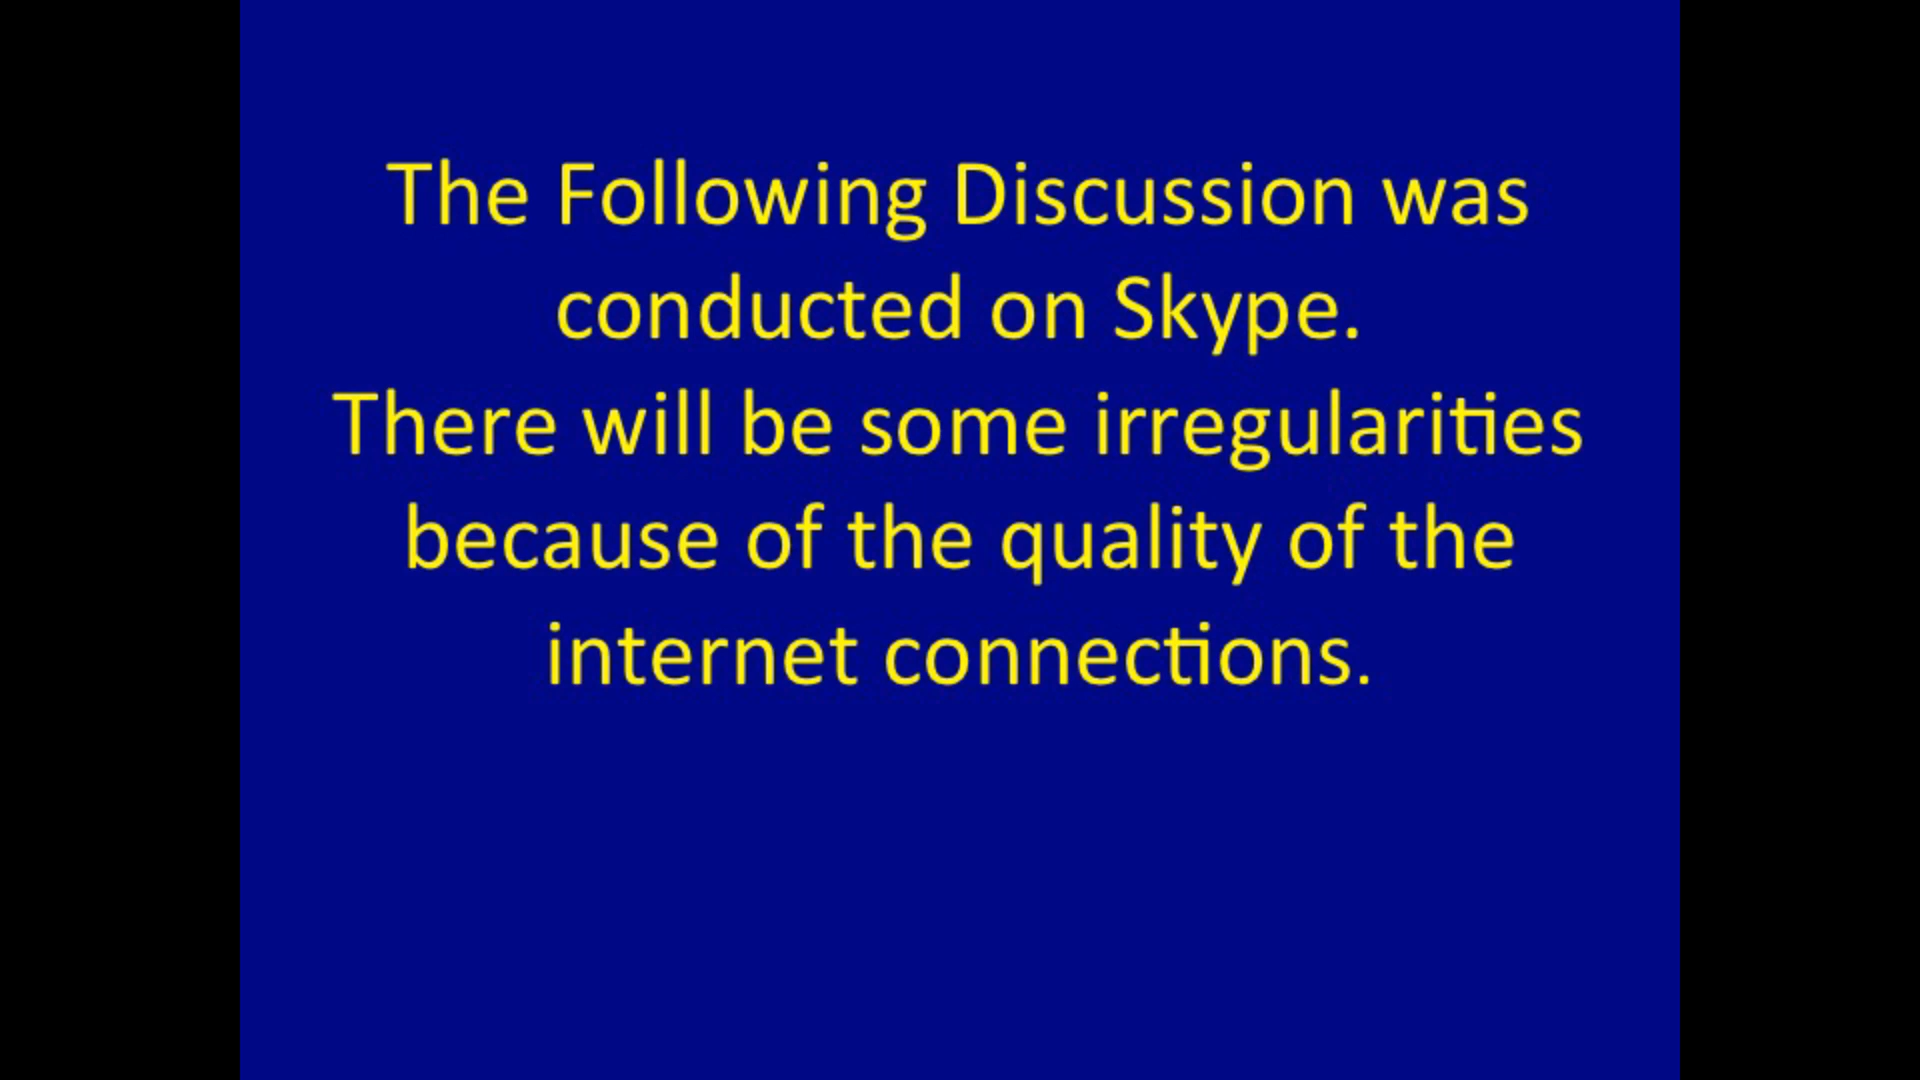 The Following Discussion was
conducted on Skype.
There will be some irregularities
because of the quality of the
internet connections.